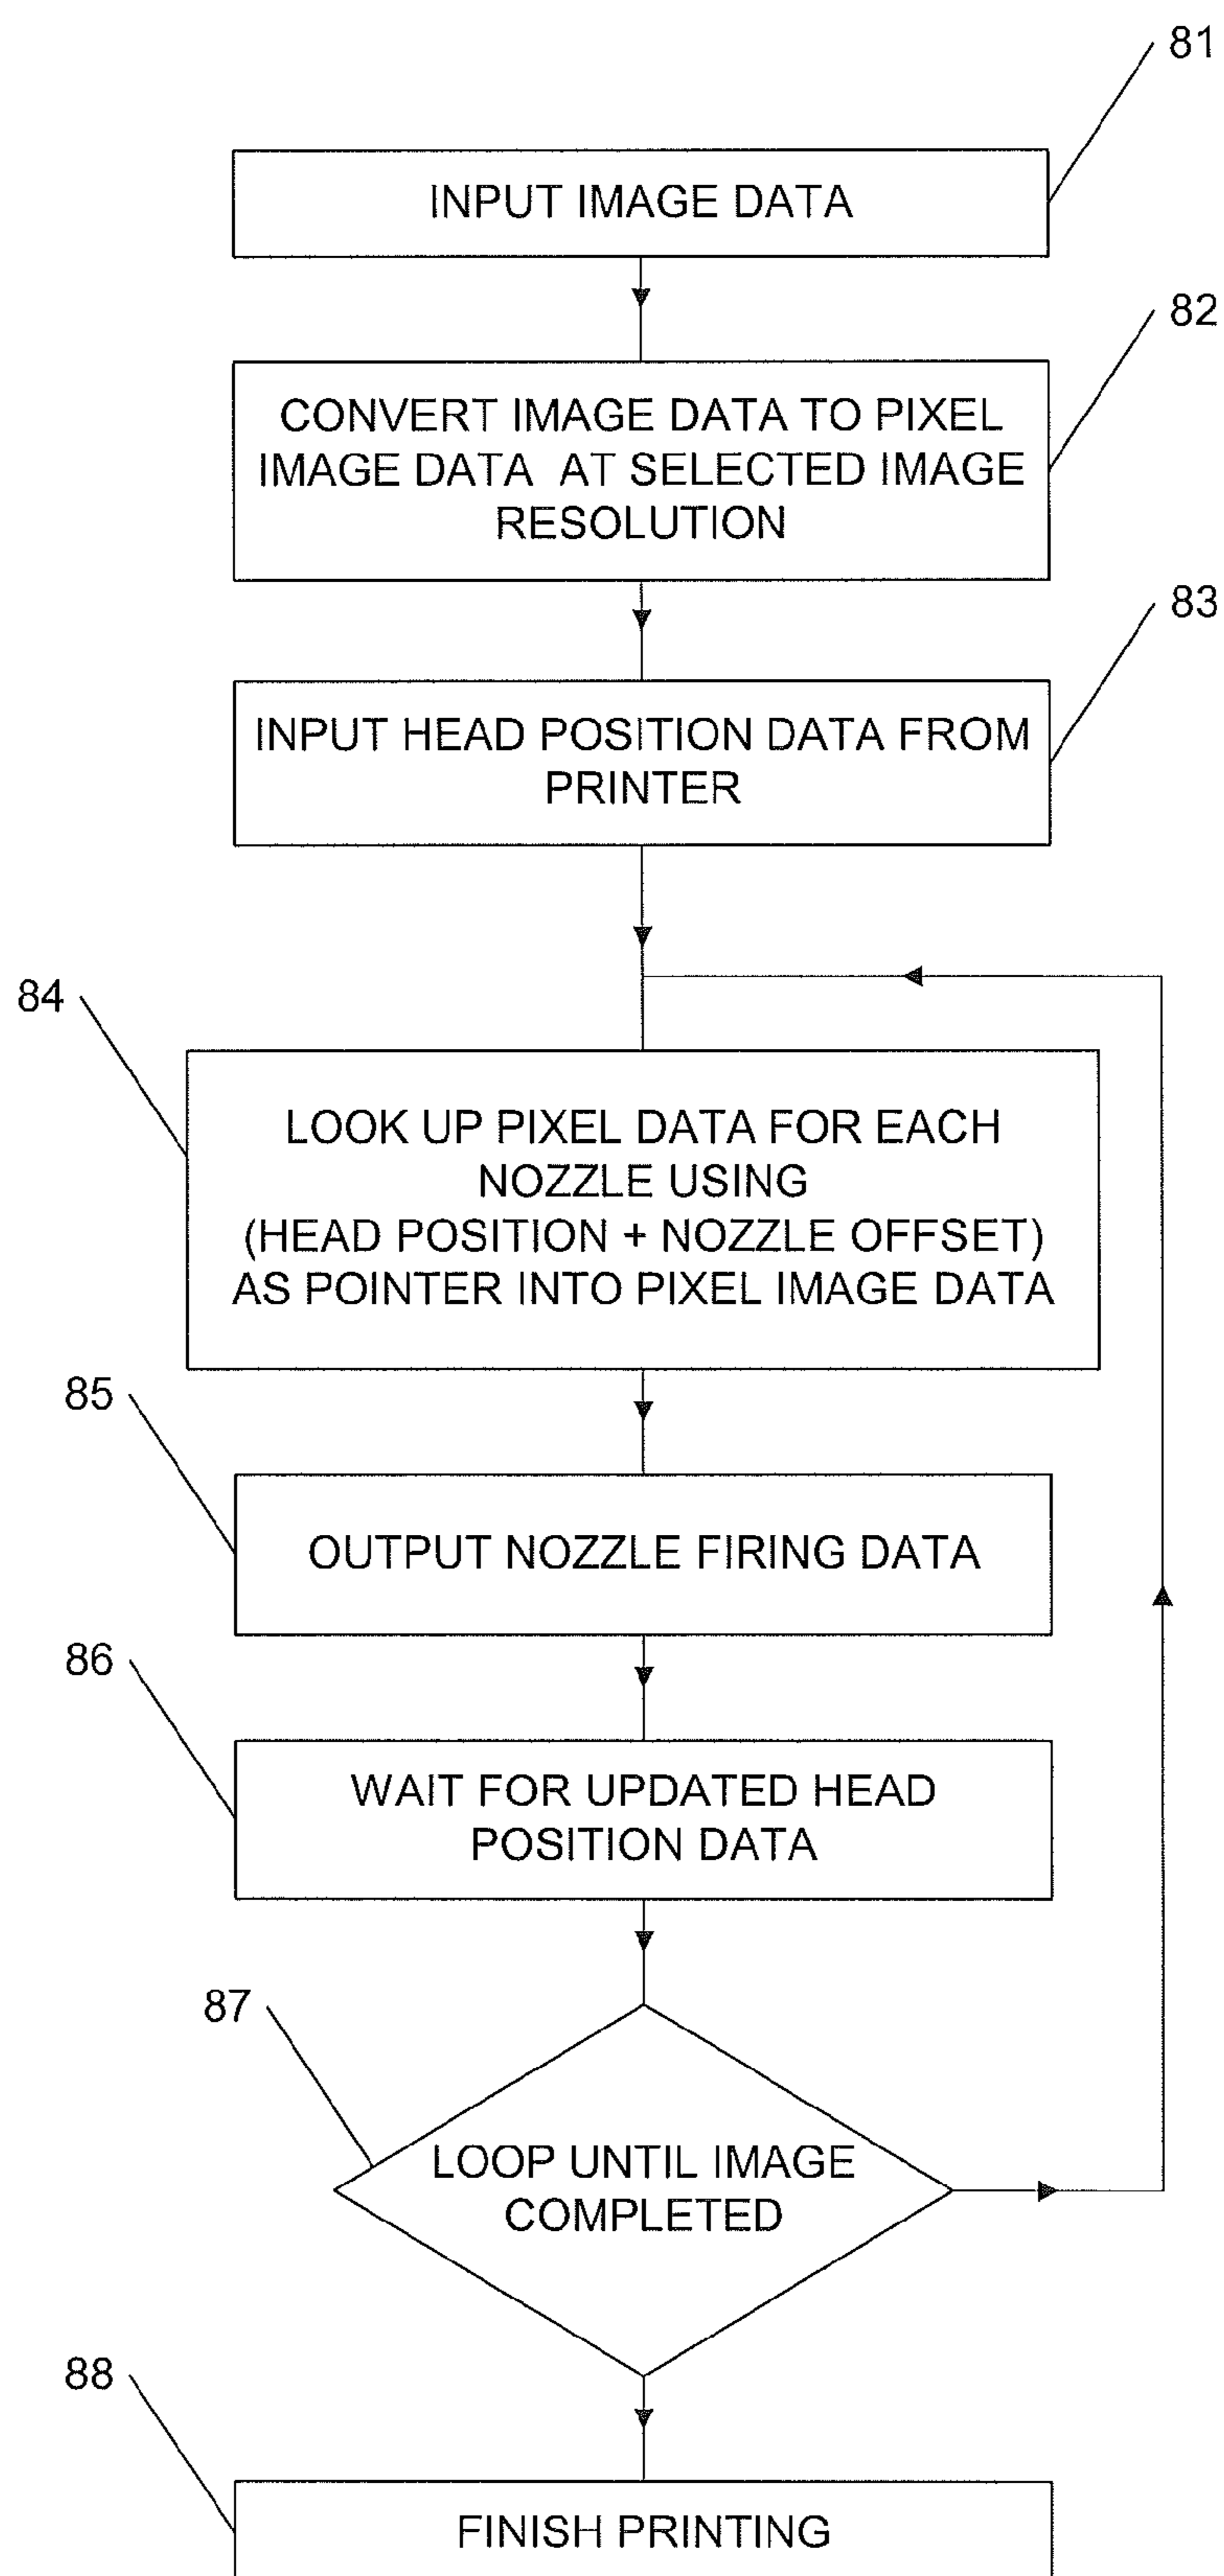 81
INPUT IMAGE DATA
82
CONVERT IMAGE DATA TO PIXEL
IMAGE DATA AT SELECTED IMAGE
RESOLUTION
83
INPUT HEAD POSITION DATA FROM
PRINTER
84
LOOK UP PIXEL DATA FOR EACH
NOZZLE USING
(HEAD POSITION + NOZZLE OFFSET)
AS POINTER INTO PIXEL IMAGE DATA
85
OUTPUT NOZZLE FIRING DATA
86
WAIT FOR UPDATED HEAD
POSITION DATA
87
LOOP UNTIL IMAGE
COMPLETED
88
FINISH PRINTING